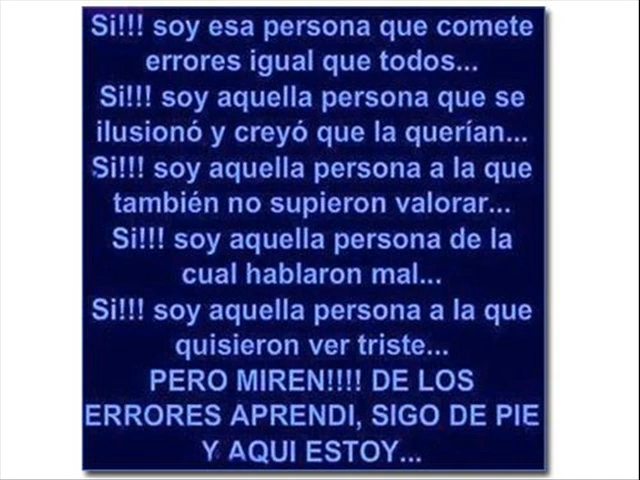 Si!!! soy esa persona que comete
errores igual que todos...
Si!!! soy aquella persona que se
ilusionó y creyó que la querían...
Si!!! soy aquella persona a la que
también no supieron valorar...
Si!!! soy aquella persona de la
cual hablaron mal...
Si!!! soy aquella persona a la que
quisieron ver triste...
PERO MIREN!!!! DE LOS
ERRORES APRENDI, SIGO DE PIE
Y AQUI ESTOY...